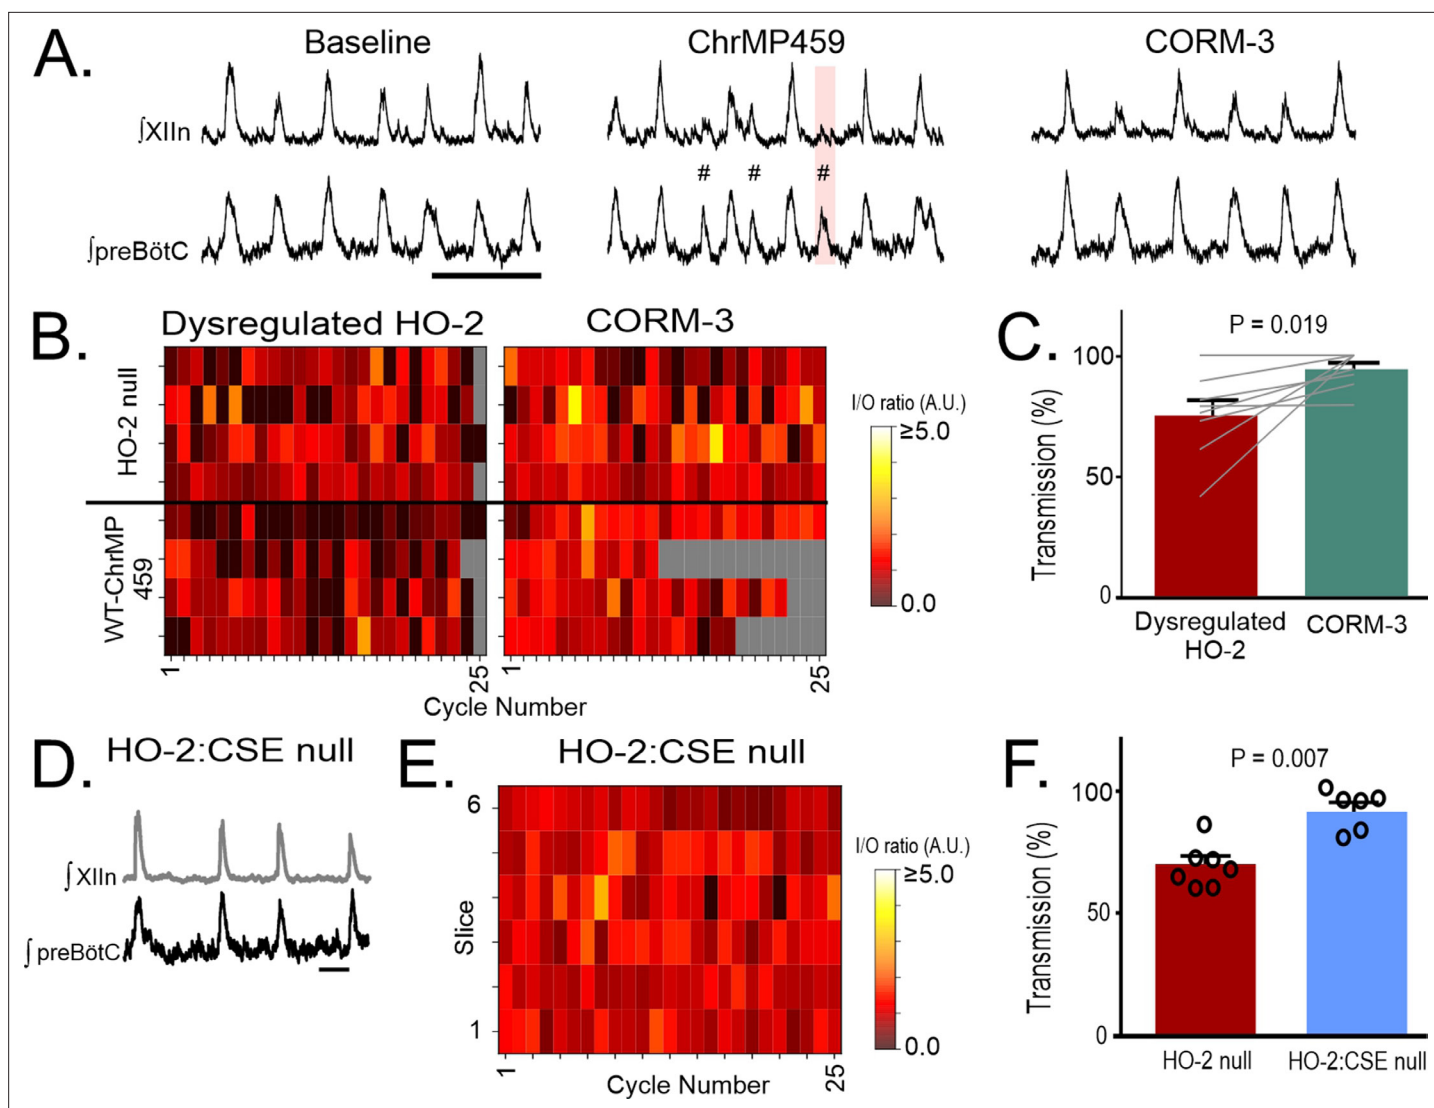 A.
Baseline
ChrMP459
CORM-3
∫XIIn
# # #
∫preBötC
B.
Dysregulated HO-2
CORM-3
HO-2 null
WT-ChrMP
459
1
25
1
25
Cycle Number
I/O ratio (A.U.)
≥5.0
0.0
C.
P = 0.019
Transmission (%)
100
50
0
Dysregulated
HO-2
CORM-3
D.
HO-2:CSE null
∫ XIIn
∫ preBötC
E.
HO-2:CSE null
Slice
6
1
1
25
Cycle Number
I/O ratio (A.U.)
≥5.0
0.0
F.
P = 0.007
Transmission (%)
100
50
0
HO-2 null
HO-2:CSE null